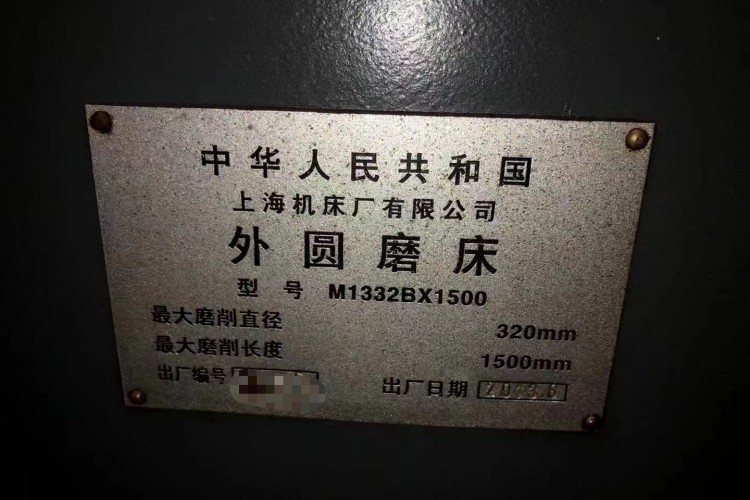 中华人民共和国
上海机床厂有限公司
外圆磨床
型号 M1332BX1500
最大磨削直径 320mm
最大磨削长度 1500mm
出厂编号
出厂日期